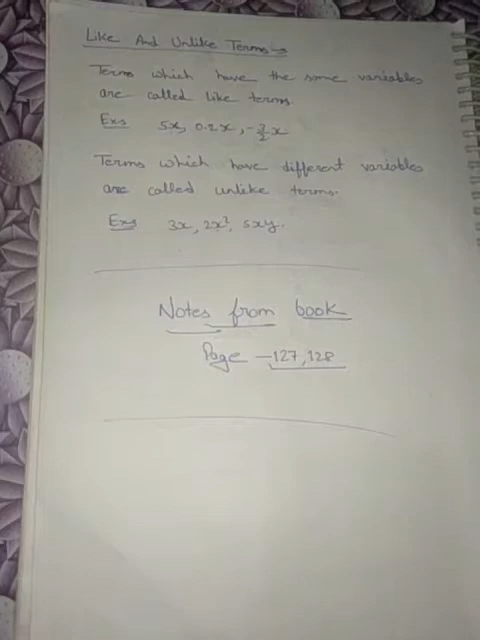 Like And Unlike Terms→
Terms which have the same variables
are called like terms.
Ex:- 5x, 0.2x, -3/2x
Terms which have different variables
are called unlike terms.
Ex:- 3x, 2x³, 5xy.
Notes from book
Page - 127, 128